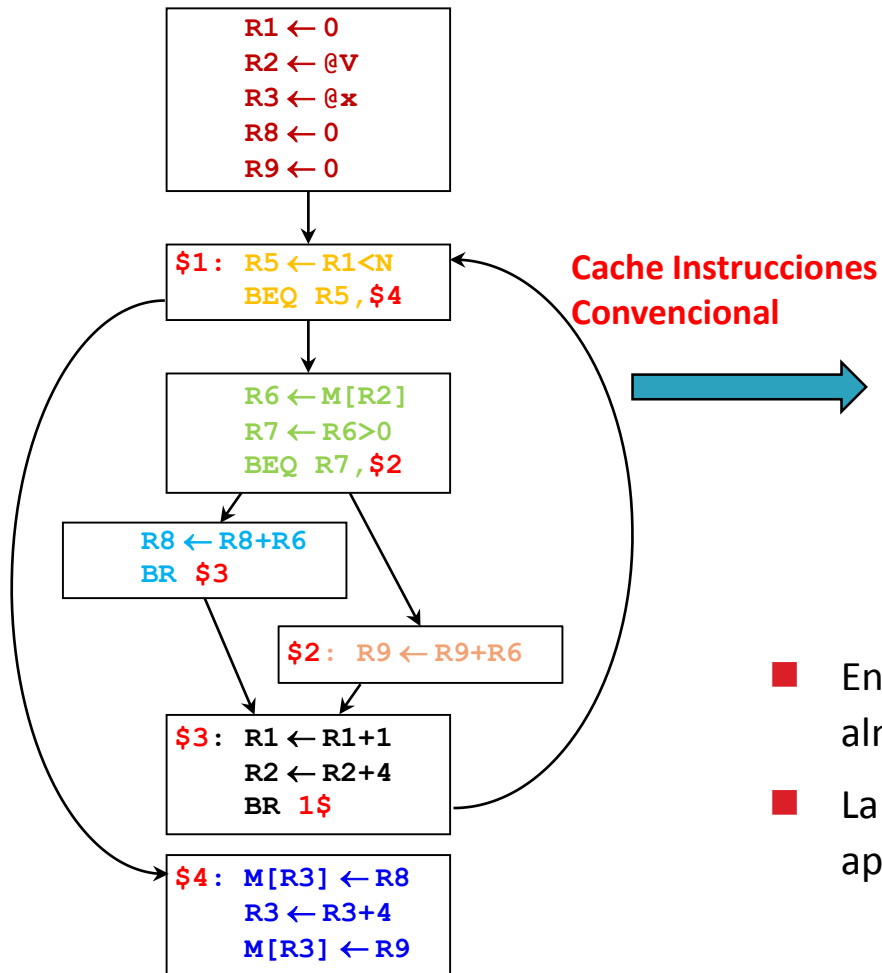 R1 ← 0
R2 ← @V
R3 ← @x
R8 ← 0
R9 ← 0
$1: R5 ← R1<N
BEQ R5,$4
R6 ← M[R2]
R7 ← R6>0
BEQ R7,$2
R8 ← R8+R6
BR $3
$2: R9 ← R9+R6
$3: R1 ← R1+1
R2 ← R2+4
BR 1$
$4: M[R3] ← R8
R3 ← R3+4
M[R3] ← R9
Cache Instrucciones
Convencional
En
La
ap